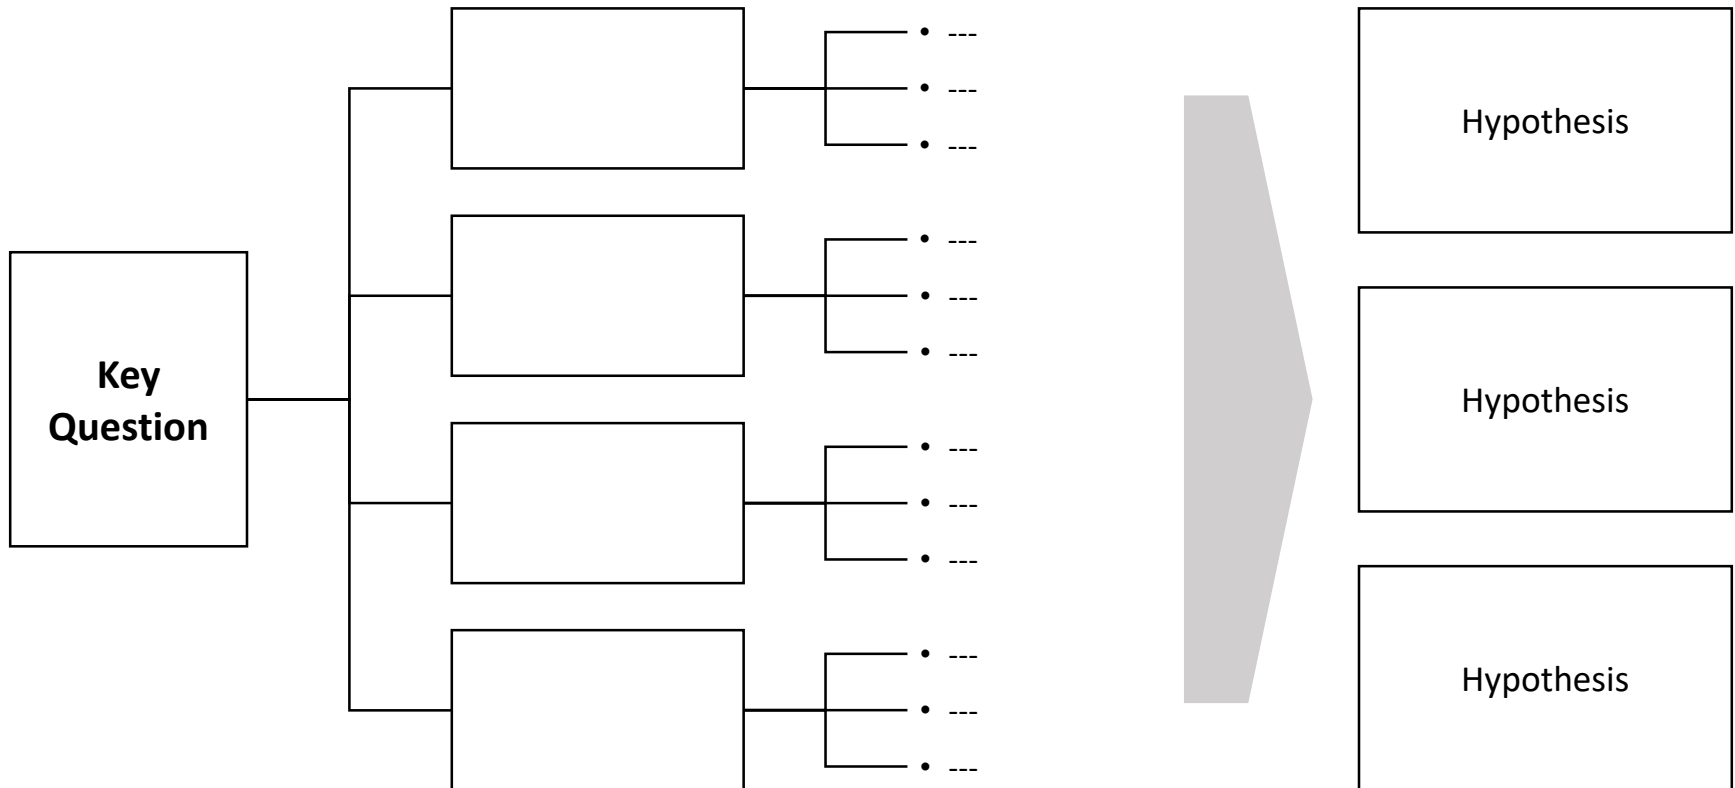 Key
Question
• ---
• ---
• ---
• ---
• ---
• ---
• ---
• ---
• ---
• ---
• ---
• ---
Hypothesis
Hypothesis
Hypothesis